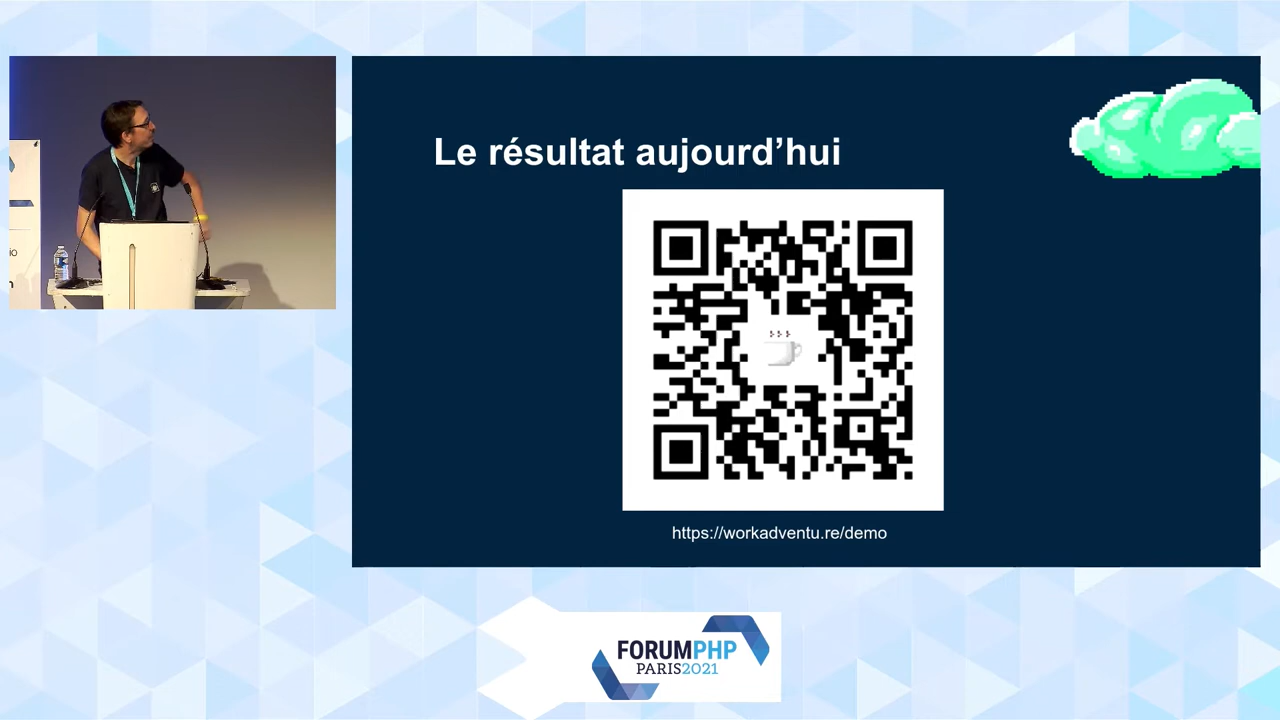 Le résultat aujourd’hui
https://workadventu.re/demo
FORUMPHP
PARIS2021